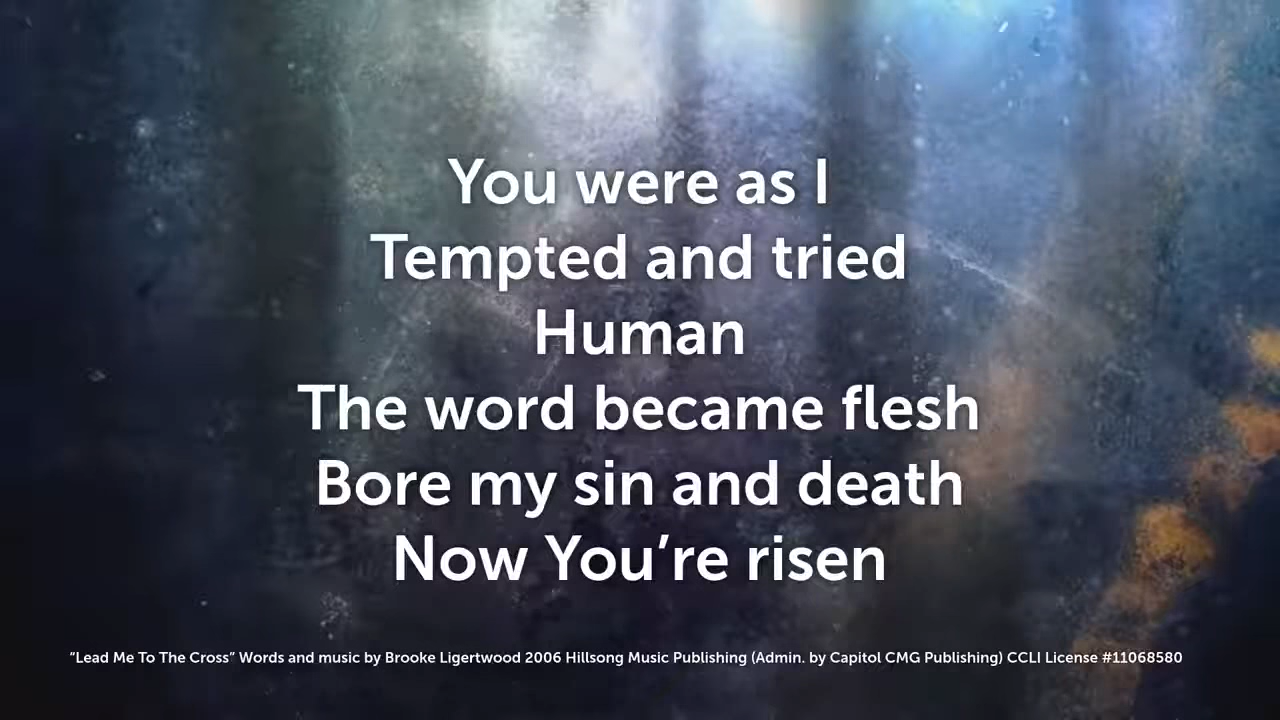 You were as I
Tempted and tried
Human
The word became flesh
Bore my sin and death
Now You’re risen
“Lead Me To The Cross” Words and music by Brooke Ligertwood 2006 Hillsong Music Publishing (Admin. by Capitol CMG Publishing) CCLI License #11068580